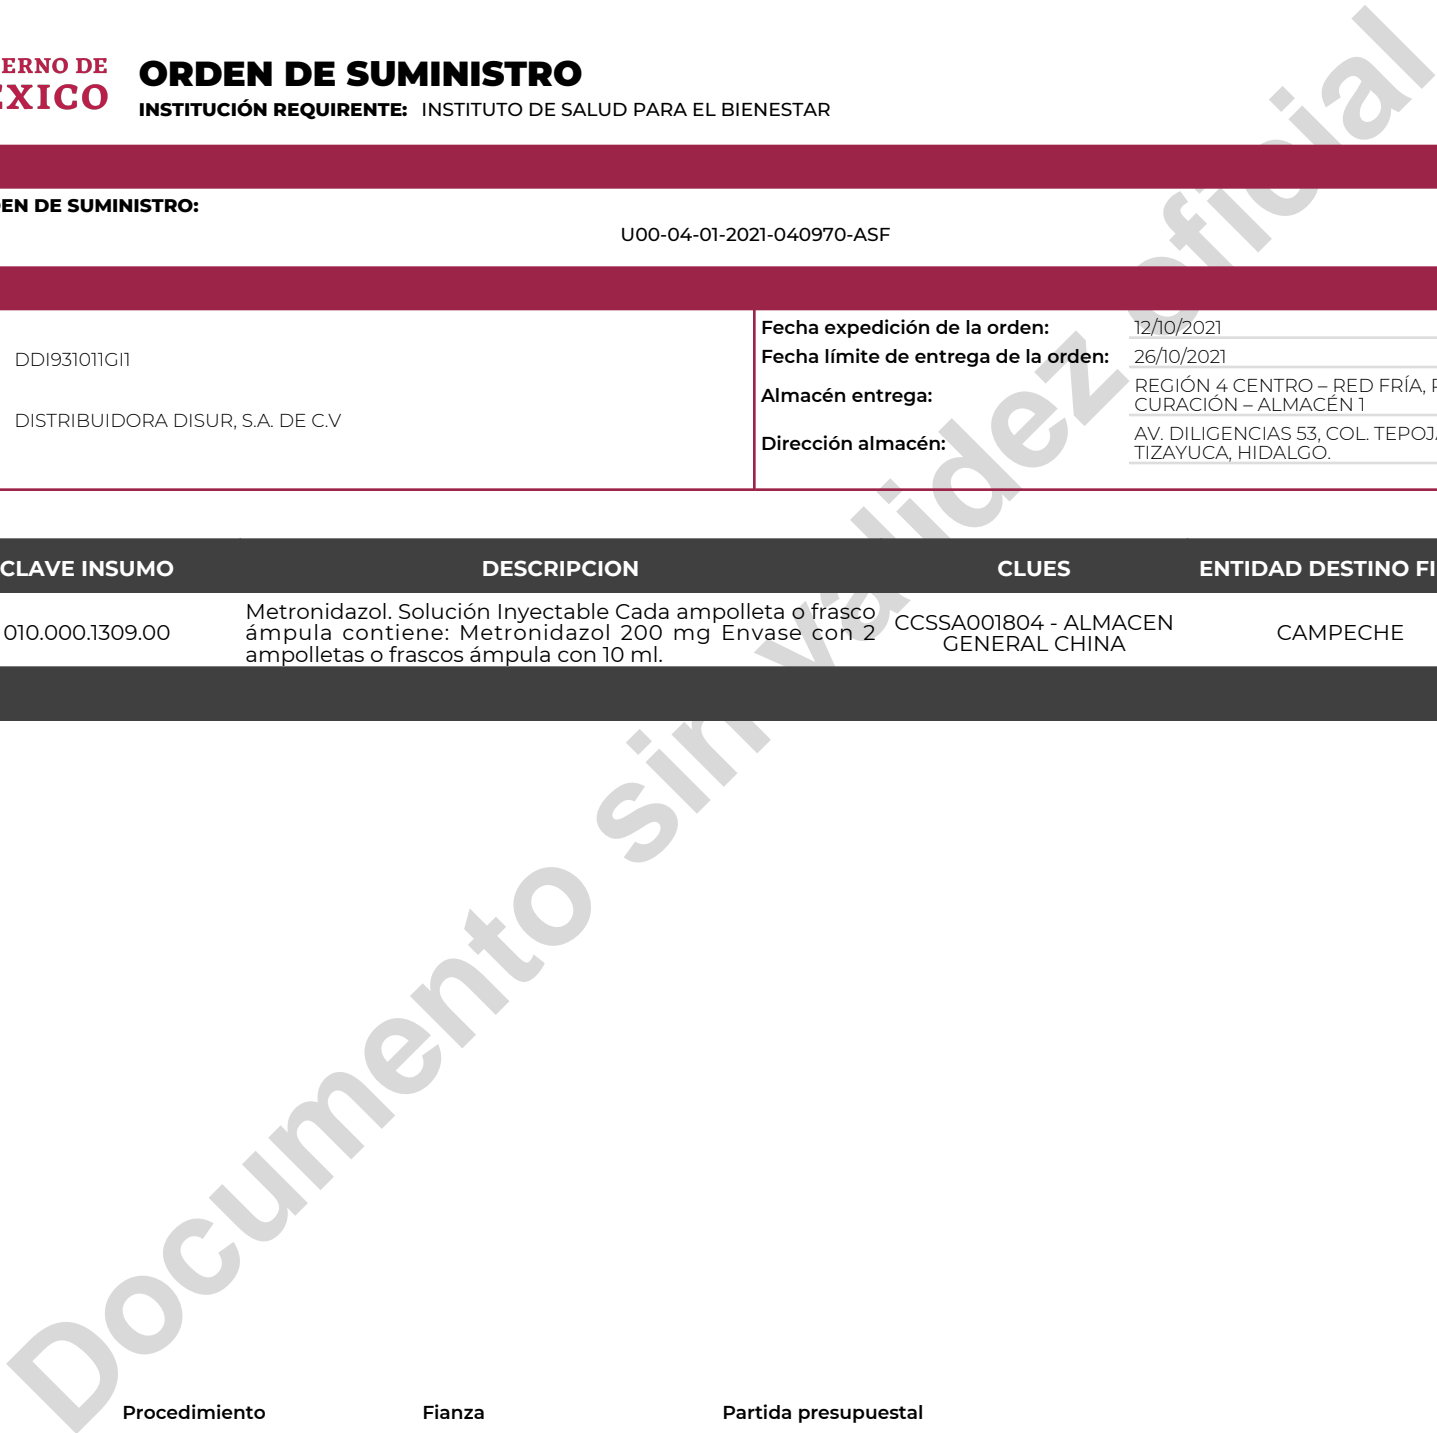 ERNO DE
ÉXICO
ORDEN DE SUMINISTRO
INSTITUCIÓN REQUIRENTE: INSTITUTO DE SALUD PARA EL BIENESTAR
EN DE SUMINISTRO:
U00-04-01-2021-040970-ASF
DDI931011GI1
DISTRIBUIDORA DISUR, S.A. DE C.V
Fecha expedición de la orden: 12/10/2021
Fecha límite de entrega de la orden: 26/10/2021
Almacén entrega: REGIÓN 4 CENTRO – RED FRÍA,
CURACIÓN – ALMACÉN 1
Dirección almacén: AV. DILIGENCIAS 53, COL. TEPOJA
TIZAYUCA, HIDALGO.
CLAVE INSUMO DESCRIPCION CLUES ENTIDAD DESTINO FI
010.000.1309.00
Metronidazol. Solución Inyectable Cada ampolleta o frasco
ámpula contiene: Metronidazol 200 mg Envase con 2
ampolletas o frascos ámpula con 10 ml.
CCSSA001804 - ALMACEN
GENERAL CHINA
CAMPECHE
Documento sin validez oficial
Procedimiento Fianza Partida presupuestal